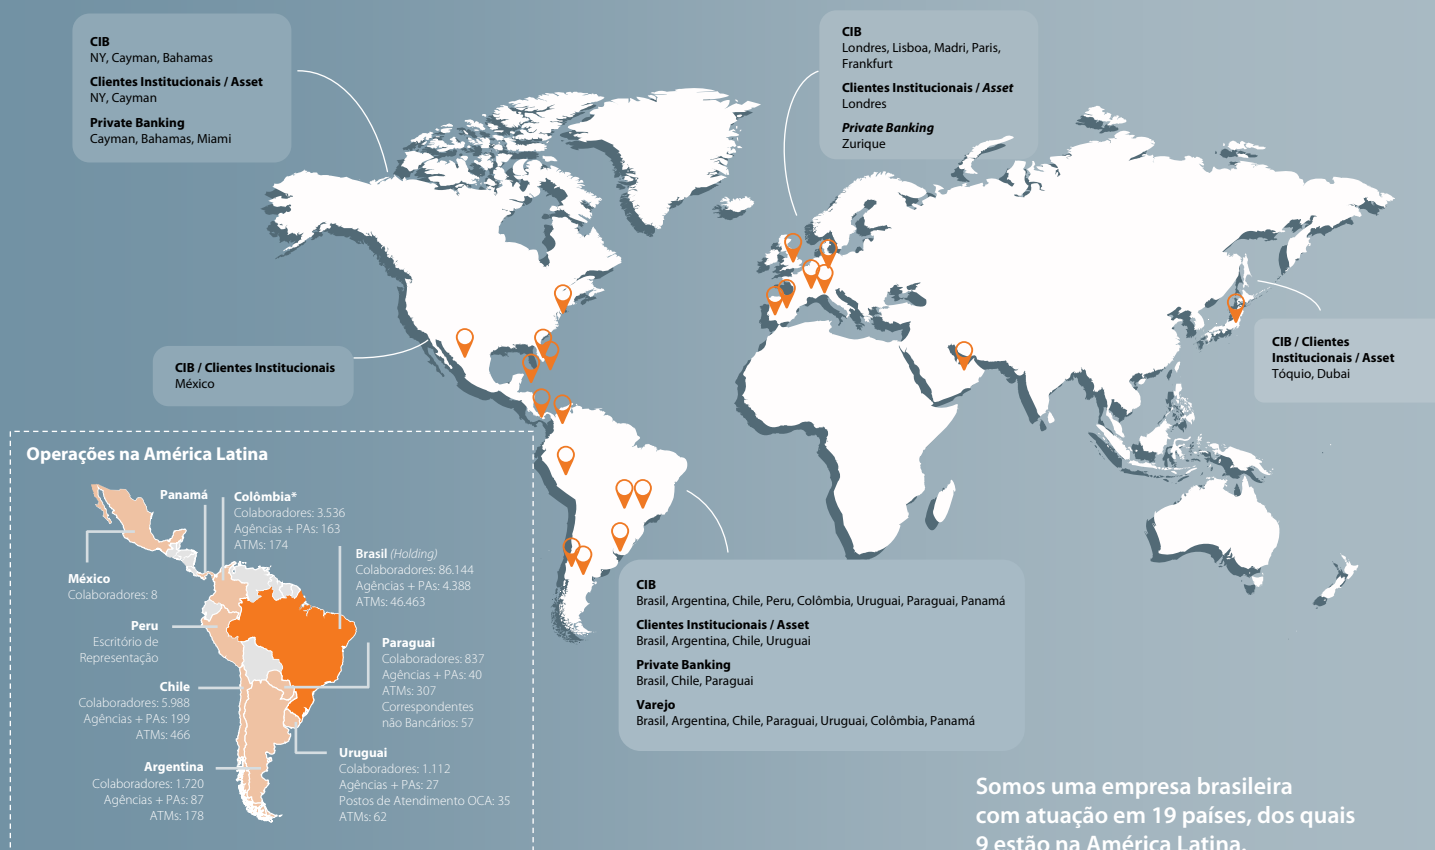 CIB
NY, Cayman, Bahamas
Clientes Institucionais / Asset
NY, Cayman
Private Banking
Cayman, Bahamas, Miami
CIB
Londres, Lisboa, Madri, Paris,
Frankfurt
Clientes Institucionais / Asset
Londres
Private Banking
Zurique
CIB / Clientes Institucionais
México
CIB / Clientes
Institucionais / Asset
Tóquio, Dubai
Operações na América Latina
Panamá
Colômbia*
Colaboradores: 3.536
Agências + PAs: 163
ATMs: 174
Brasil (Holding)
Colaboradores: 86.144
Agências + PAs: 4.388
ATMs: 46.463
México
Colaboradores: 8
Peru
Escritório de
Representação
Paraguai
Colaboradores: 837
Agências + PAs: 40
ATMs: 307
Correspondentes
não Bancários: 57
Chile
Colaboradores: 5.988
Agências + PAs: 199
ATMs: 466
Uruguai
Colaboradores: 1.112
Agências + PAs: 27
Postos de Atendimento OCA: 35
ATMs: 62
Argentina
Colaboradores: 1.720
Agências + PAs: 87
ATMs: 178
CIB
Brasil, Argentina, Chile, Peru, Colômbia, Uruguai, Paraguai, Panamá
Clientes Institucionais / Asset
Brasil, Argentina, Chile, Uruguai
Private Banking
Brasil, Chile, Paraguai
Varejo
Brasil, Argentina, Chile, Paraguai, Uruguai, Colômbia, Panamá
Somos uma empresa brasileira
com atuação em 19 países, dos quais
9 estão na América Latina.